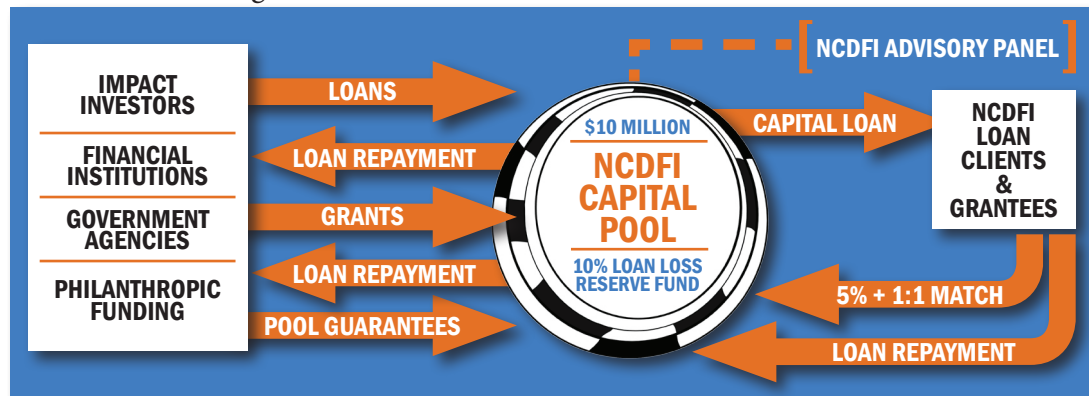 NCDFI ADVISORY PANEL
IMPACT
INVESTORS
FINANCIAL
INSTITUTIONS
GOVERNMENT
AGENCIES
PHILANTHROPIC
FUNDING
LOANS
LOAN REPAYMENT
GRANTS
LOAN REPAYMENT
POOL GUARANTEES
$10 MILLION
NCDFI
CAPITAL
POOL
10% LOAN LOSS
RESERVE FUND
CAPITAL LOAN
NCDFI
LOAN
CLIENTS
&
GRANTEES
5% + 1:1 MATCH
LOAN REPAYMENT